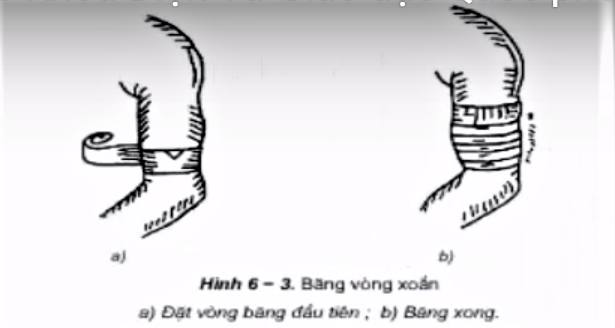 a) b)
Hình 6 – 3. Băng vòng xoắn
a) Đặt vòng băng đầu tiên ; b) Băng xong.